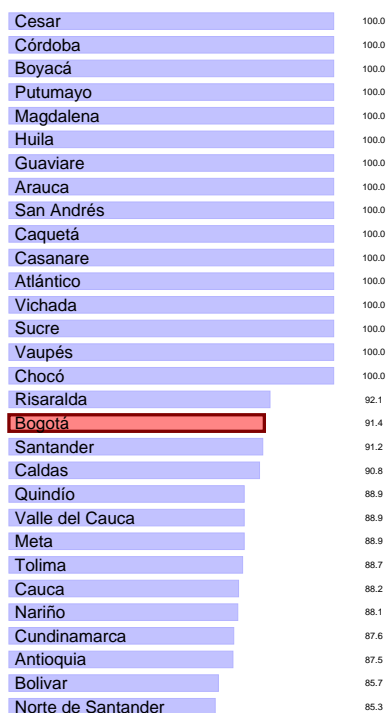 Cesar 100.0
Córdoba 100.0
Boyacá 100.0
Putumayo 100.0
Magdalena 100.0
Huila 100.0
Guaviare 100.0
Arauca 100.0
San Andrés 100.0
Caquetá 100.0
Casanare 100.0
Atlántico 100.0
Vichada 100.0
Sucre 100.0
Vaupés 100.0
Chocó 100.0
Risaralda 92.1
Bogotá 91.4
Santander 91.2
Caldas 90.8
Quindío 88.9
Valle del Cauca 88.9
Meta 88.9
Tolima 88.7
Cauca 88.2
Nariño 88.1
Cundinamarca 87.6
Antioquia 87.5
Bolivar 85.7
Norte de Santander 85.3